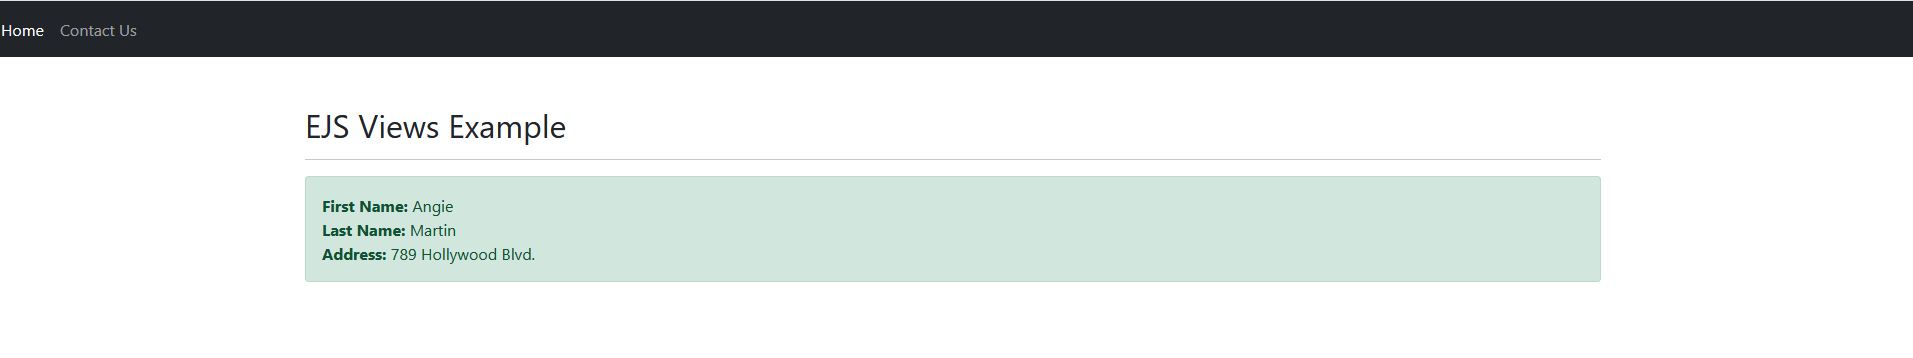 Home Contact Us
EJS Views Example
First Name: Angie
Last Name: Martin
Address: 789 Hollywood Blvd.